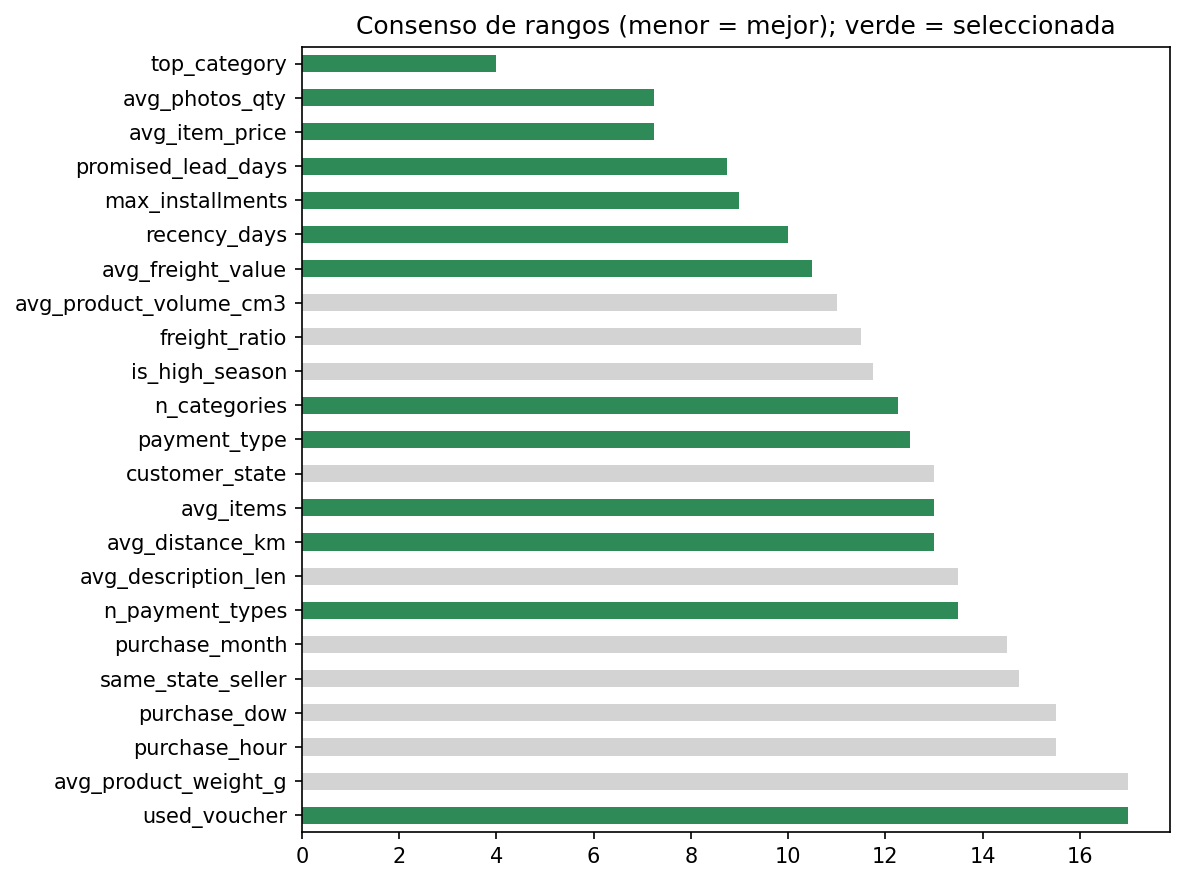 Consenso de rangos (menor = mejor); verde = seleccionada
top_category
avg_photos_qty
avg_item_price
promised_lead_days
max_installments
recency_days
avg_freight_value
avg_product_volume_cm3
freight_ratio
is_high_season
n_categories
payment_type
customer_state
avg_items
avg_distance_km
avg_description_len
n_payment_types
purchase_month
same_state_seller
purchase_dow
purchase_hour
avg_product_weight_g
used_voucher
0 2 4 6 8 10 12 14 16